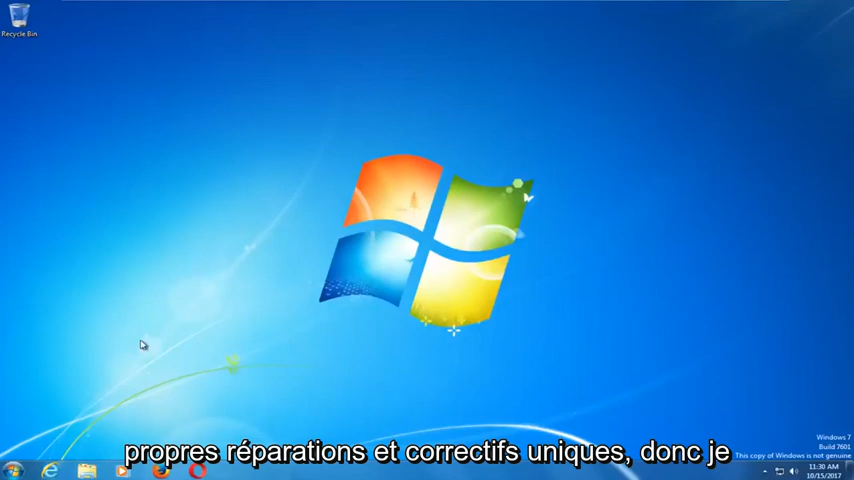 Recycle Bin
propres réparations et correctifs uniques, donc je
Windows 7
Build 7601
This copy of Windows is not genuine
11:30 AM
10/15/2017